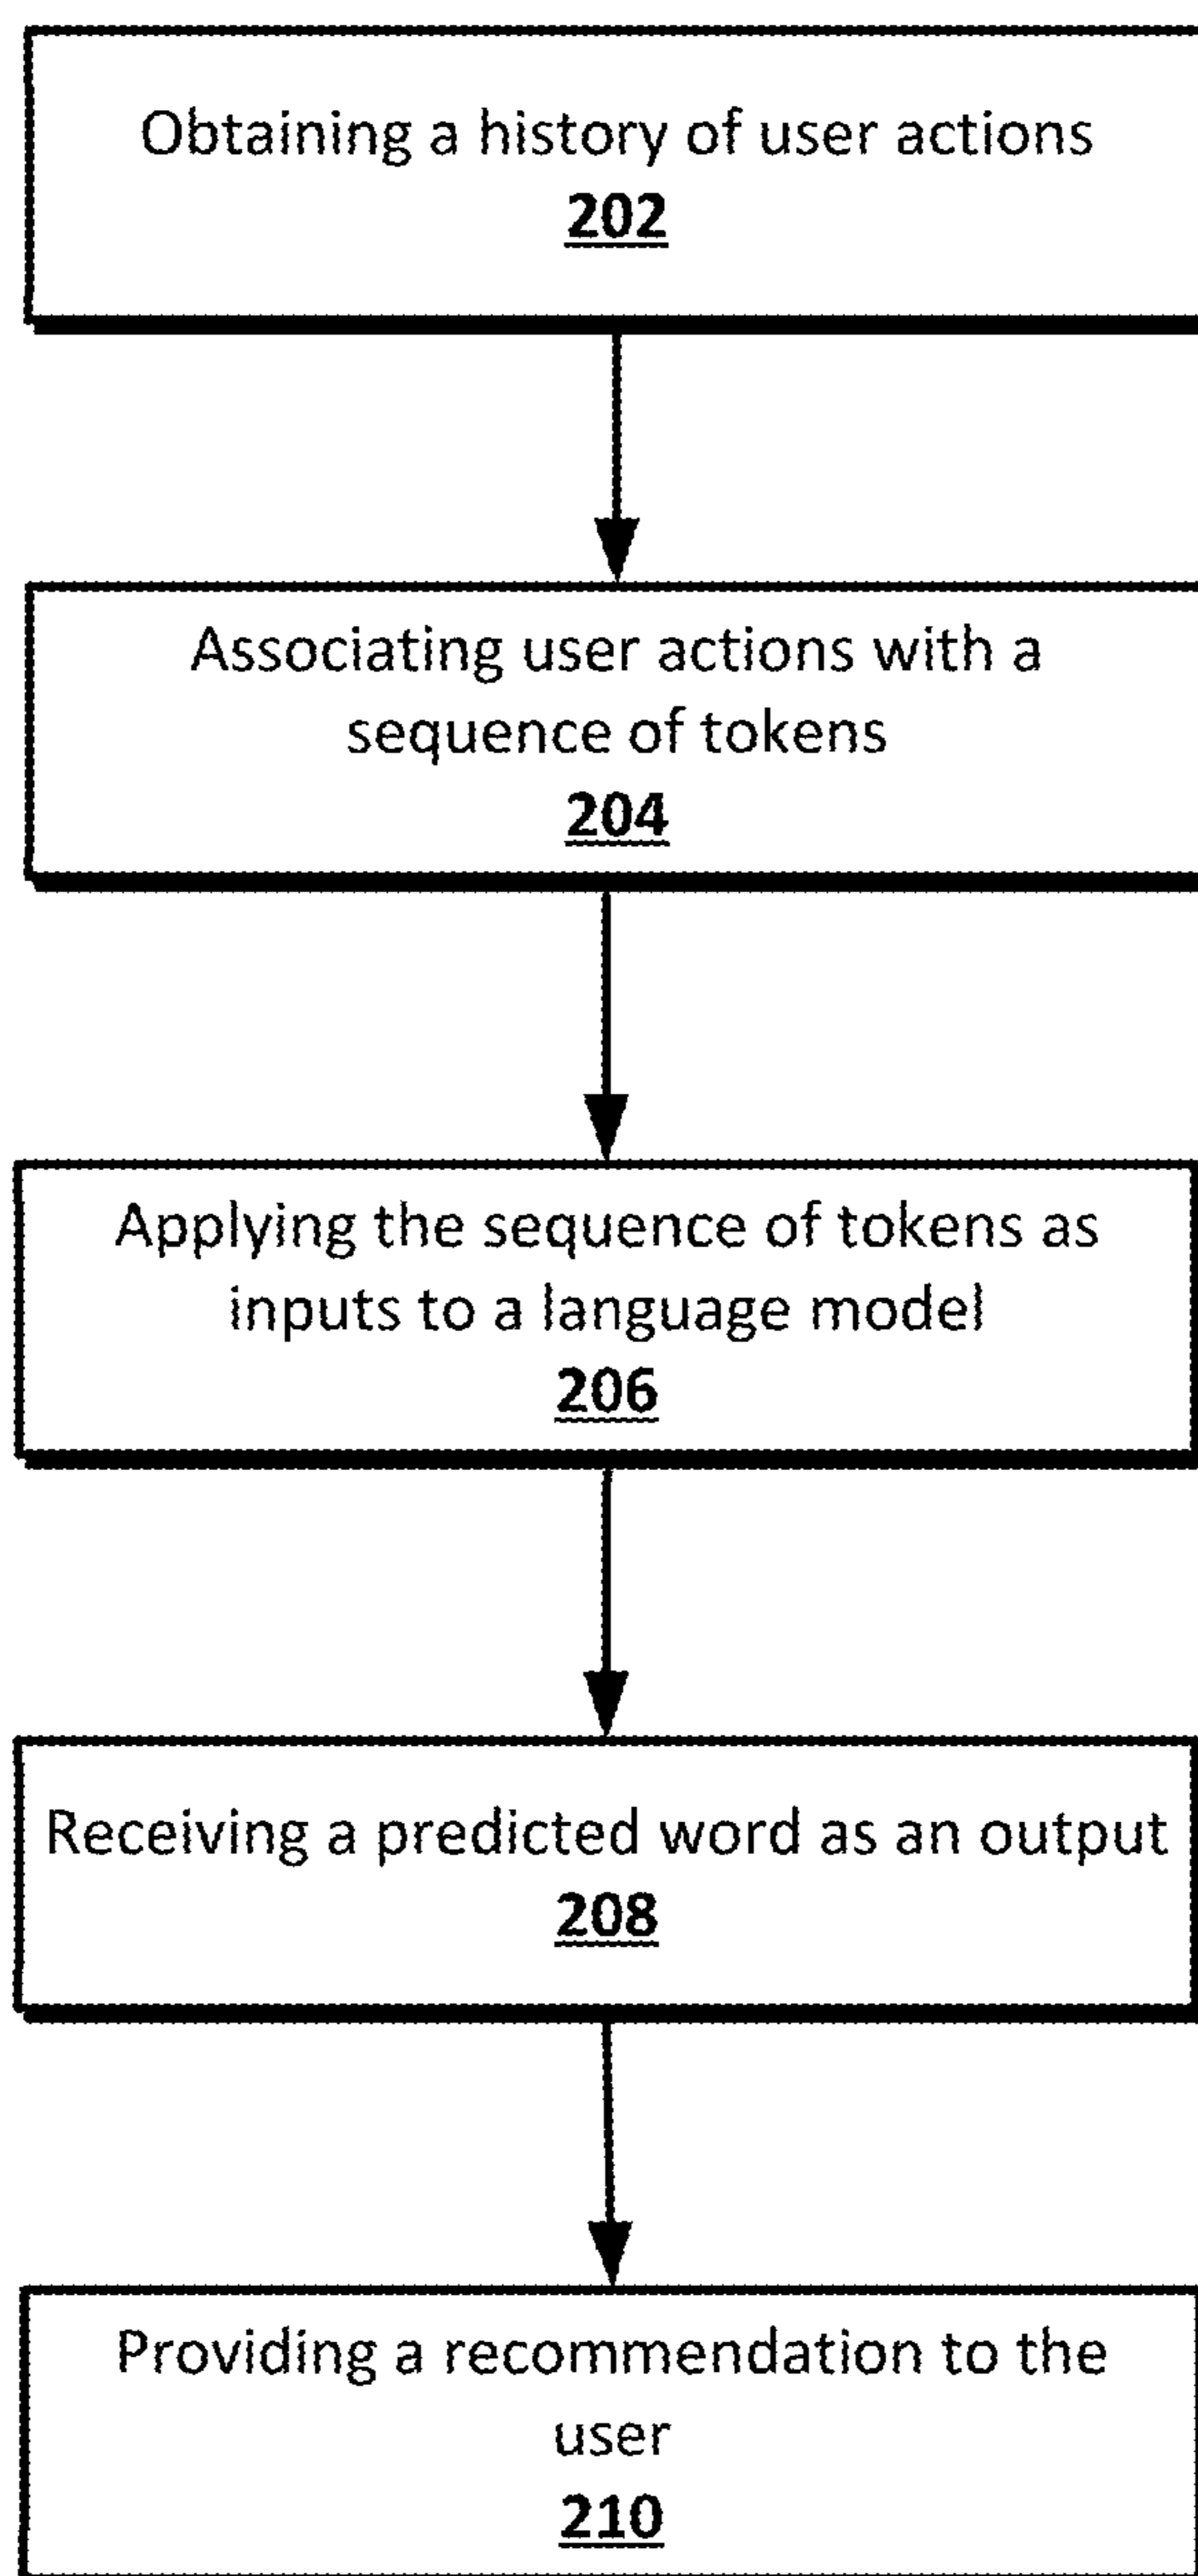 Obtaining a history of user actions
202
Associating user actions with a
sequence of tokens
204
Applying the sequence of tokens as
inputs to a language model
206
Receiving a predicted word as an output
208
Providing a recommendation to the
user
210